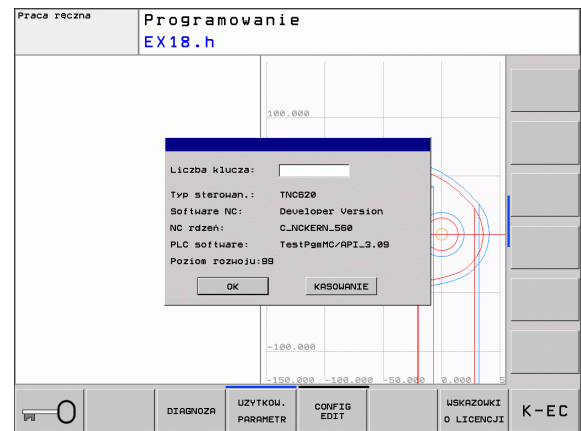 Praca ręczna
Programowanie
EX18.h
100.000
Liczba klucza:
Typ sterowan.: TNC620
Software NC: Developer Version
NC rdzeń: C_NCKERN_560
PLC software: TestPgmMC/API_3.09
Poziom rozwoju:99
OK KASOWANIE
-100.000
-150.000 -100.000 -50.000 0.000 5
DIAGNOZA UZYTKOW. PARAMETR CONFIG EDIT WSKAZOWKI O LICENCJI K-EC